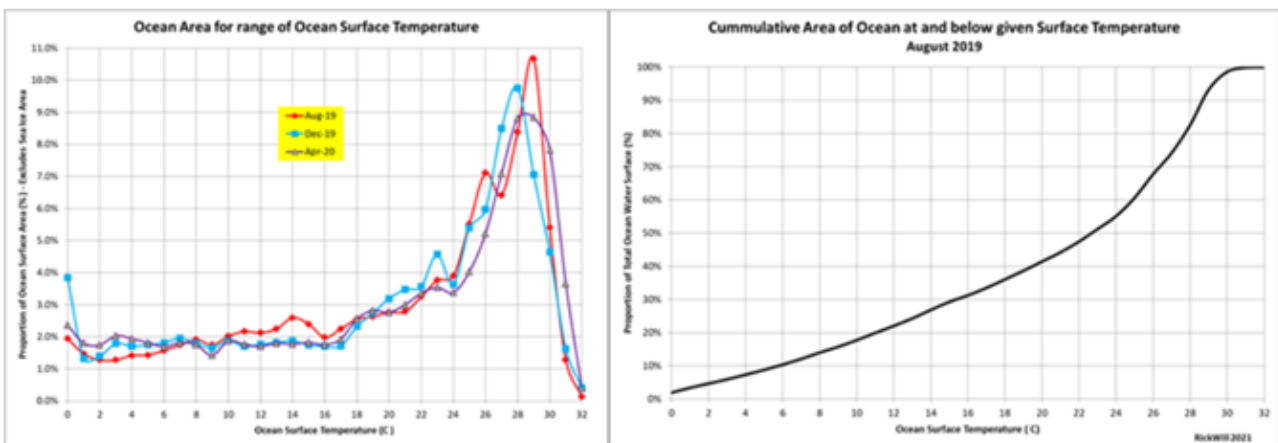 Ocean Area for range of Ocean Surface Temperature
Proportion of Ocean Surface Area (%) - Excludes Sea Ice Area
11.0%
10.0%
9.0%
8.0%
7.0%
6.0%
5.0%
4.0%
3.0%
2.0%
1.0%
0.0%
Aug-19
Dec-19
Apr-20
0 2 4 6 8 10 12 14 16 18 20 22 24 26 28 30 32
Ocean Surface Temperature (C )
Cummulative Area of Ocean at and below given Surface Temperature
August 2019
Proportion of Total Ocean Water Surface (%)
100%
90%
80%
70%
60%
50%
40%
30%
20%
10%
0%
0 2 4 6 8 10 12 14 16 18 20 22 24 26 28 30 32
Ocean Surface Temperature ( C)
RickWill 2021